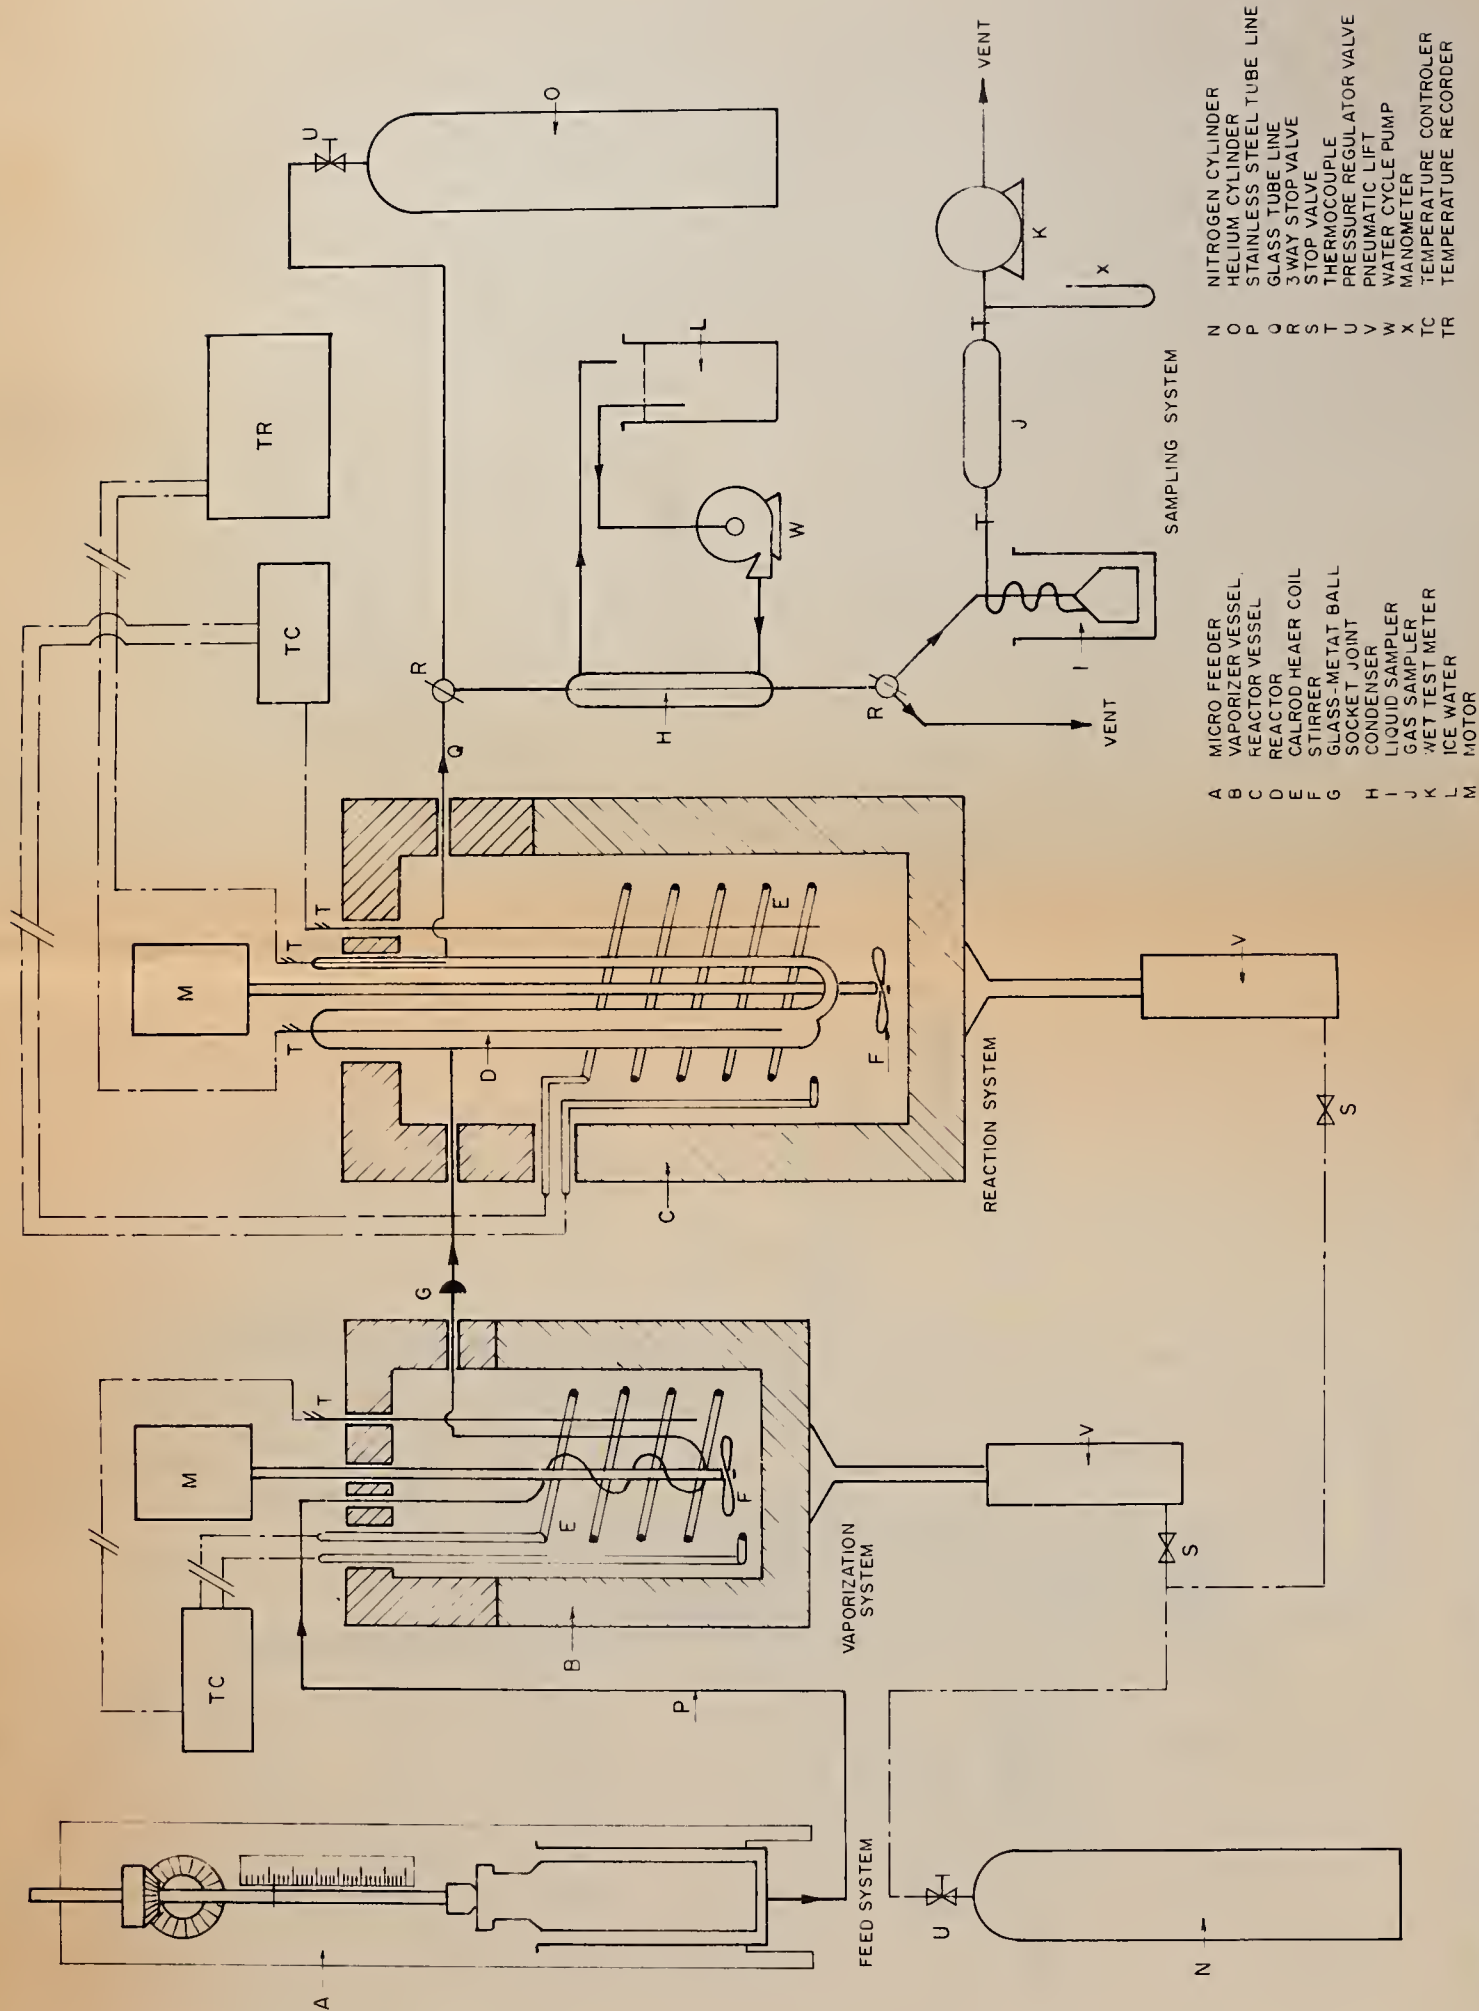 A
FEED SYSTEM
U
N
TC
P
M
T
E
F
B
VAPORIZATION
SYSTEM
V
S
G
M
T
T
T
D
E
F
C
REACTION SYSTEM
V
S
TC
TR
Q
R
U
O
H
L
W
R
VENT
I
T
J
T
X
K
VENT
SAMPLING SYSTEM
A MICRO FEEDER
B VAPORIZER VESSEL.
C REACTOR VESSEL
D REACTOR
E CALROD HEAER COIL
F STIRRER
G GLASS-METAT BALL
SOCKET JOINT
H CONDENSER
I LIQUID SAMPLER
J GAS SAMPLER
K WET TEST METER
L ICE WATER
M MOTOR
N NITROGEN CYLINDER
O HELIUM CYLINDER
P STAINLESS STEEL TUBE LINE
Q GLASS TUBE LINE
R 3 WAY STOP VALVE
S STOP VALVE
T THERMOCOUPLE
U PRESSURE REGULATOR VALVE
V PNEUMATIC LIFT
W WATER CYCLE PUMP
X MANOMETER
TC TEMPERATURE CONTROLER
TR TEMPERATURE RECORDER